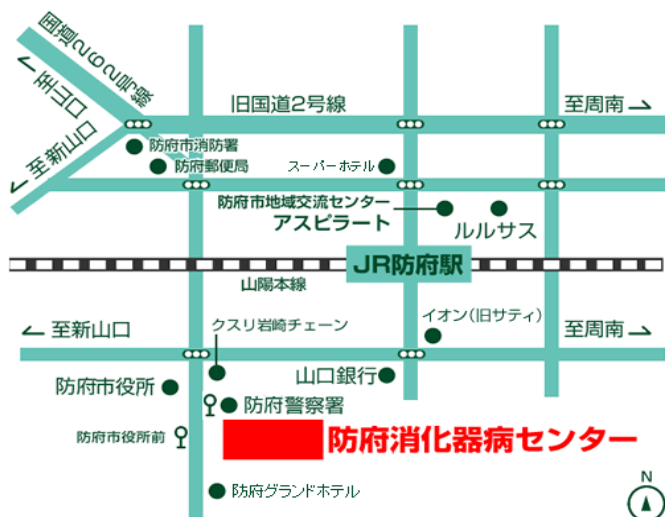 国道262号線
至山口
至新山口
旧国道2号線
至周南
防府市消防署
防府郵便局
スーパーホテル
防府市地域交流センター
アスピラート
ルルサス
JR防府駅
山陽本線
至新山口
クスリ岩崎チェーン
イオン(旧サティ)
至周南
防府市役所
山口銀行
防府警察署
防府市役所前
防府消化器病センター
防府グランドホテル
N